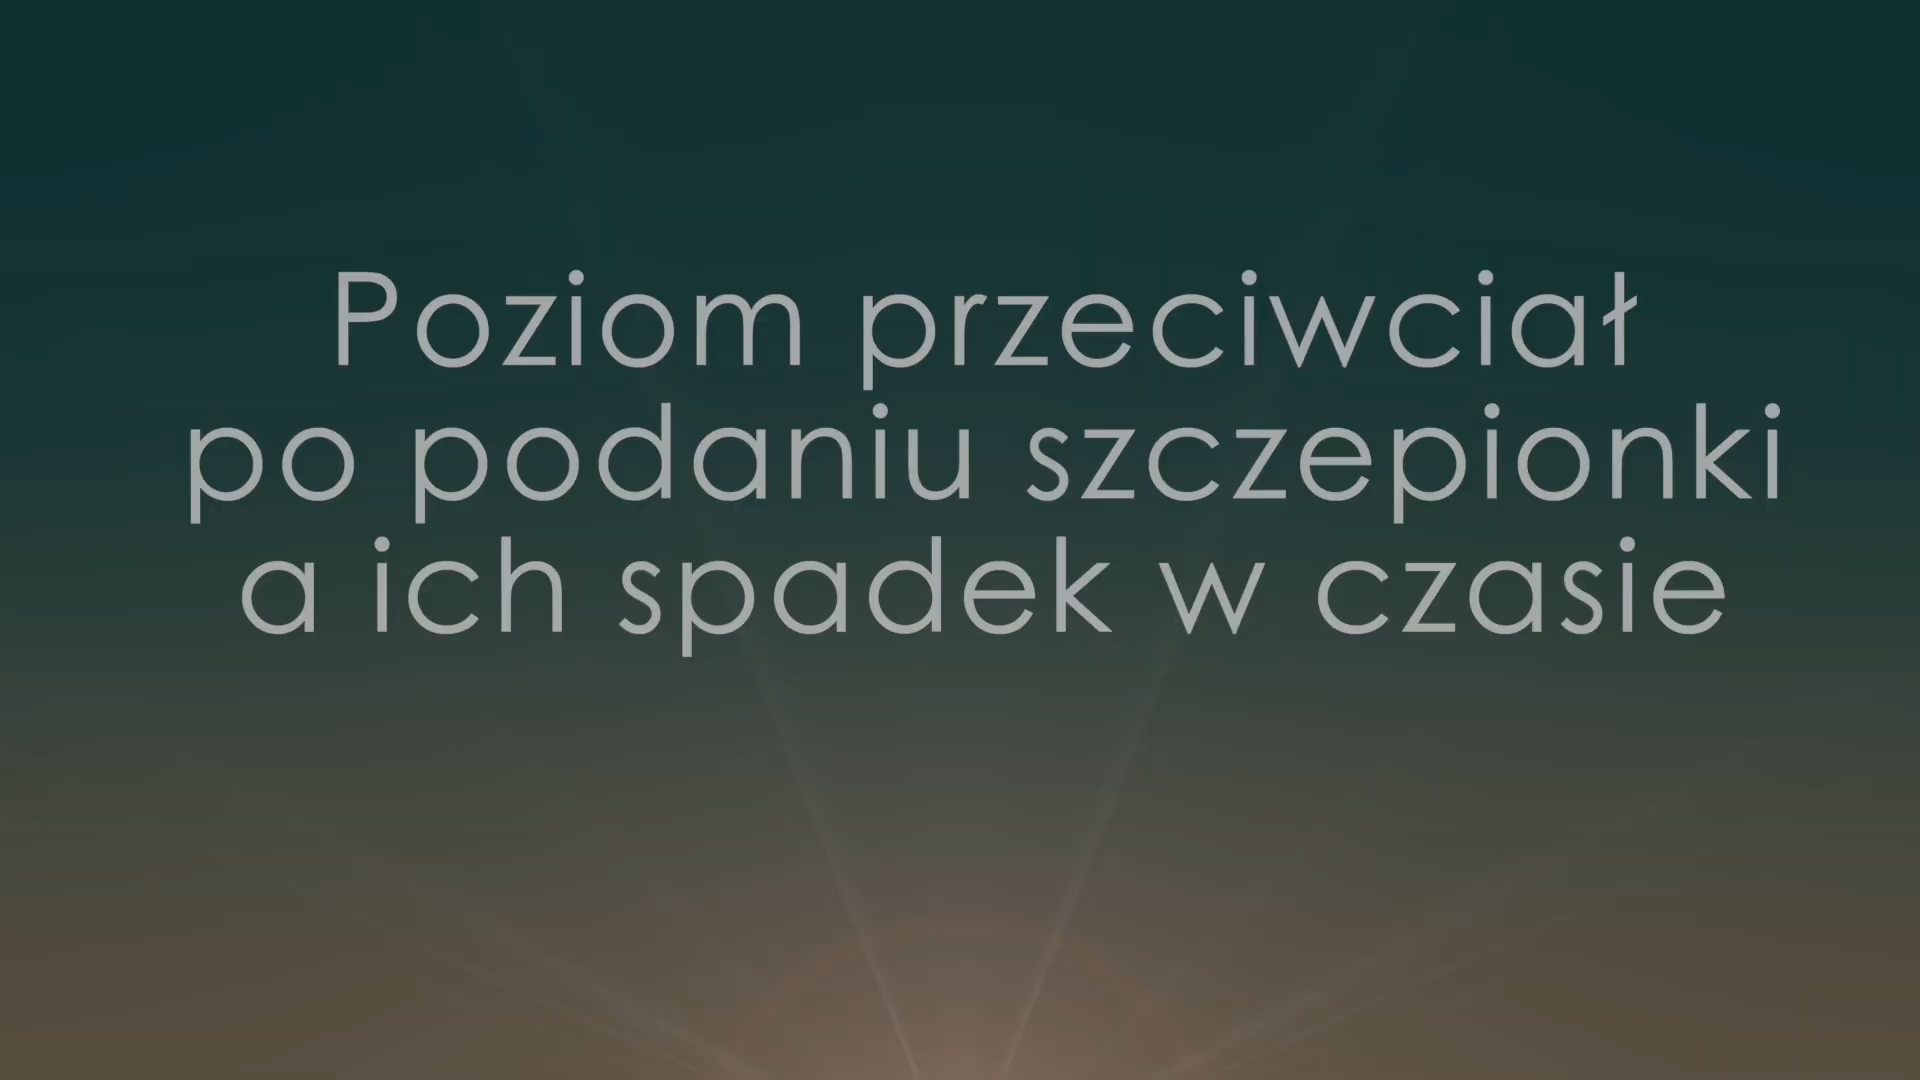 Poziom przeciwciał
po podaniu szczepionki
a ich spadek w czasie